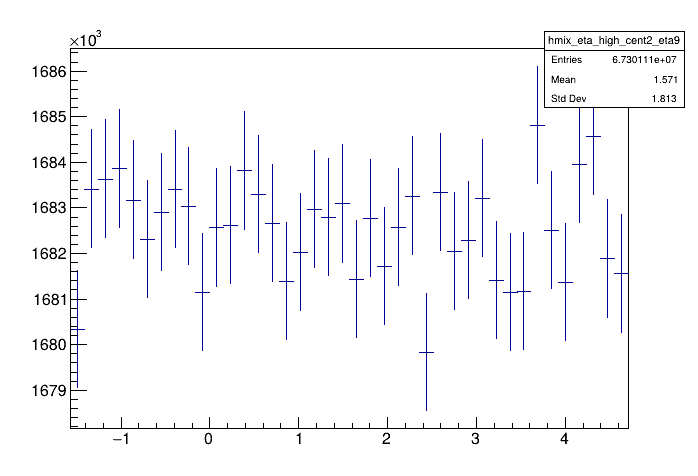 ×10³
hmix_eta_high_cent2_eta9
Entries 6.730111e+07
Mean 1.571
Std Dev 1.813
1686
1685
1684
1683
1682
1681
1680
1679
−1 0 1 2 3 4